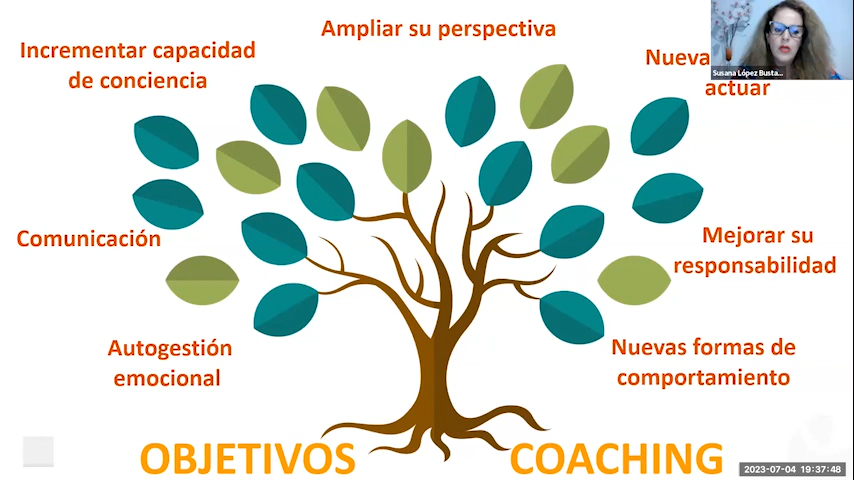 Ampliar su perspectiva
Incrementar capacidad
de conciencia
Nueva
actuar
Susana López Busta...
Comunicación
Mejorar su
responsabilidad
Autogestión
emocional
Nuevas formas de
comportamiento
OBJETIVOS COACHING
2023-07-04 19:37:48